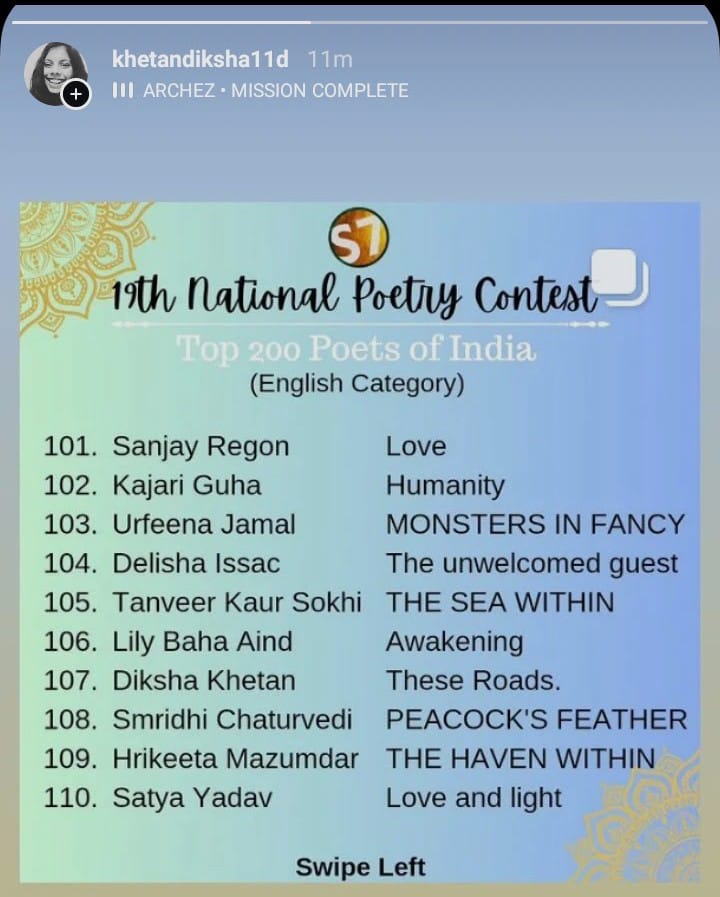 khetandiksha11d 11m
ARCHEZ • MISSION COMPLETE
S7
19th National Poetry Contest
Top 200 Poets of India
(English Category)
101. Sanjay Regon Love
102. Kajari Guha Humanity
103. Urfeena Jamal MONSTERS IN FANCY
104. Delisha Issac The unwelcomed guest
105. Tanveer Kaur Sokhi THE SEA WITHIN
106. Lily Baha Aind Awakening
107. Diksha Khetan These Roads.
108. Smridhi Chaturvedi PEACOCK'S FEATHER
109. Hrikeeta Mazumdar THE HAVEN WITHIN
110. Satya Yadav Love and light
Swipe Left